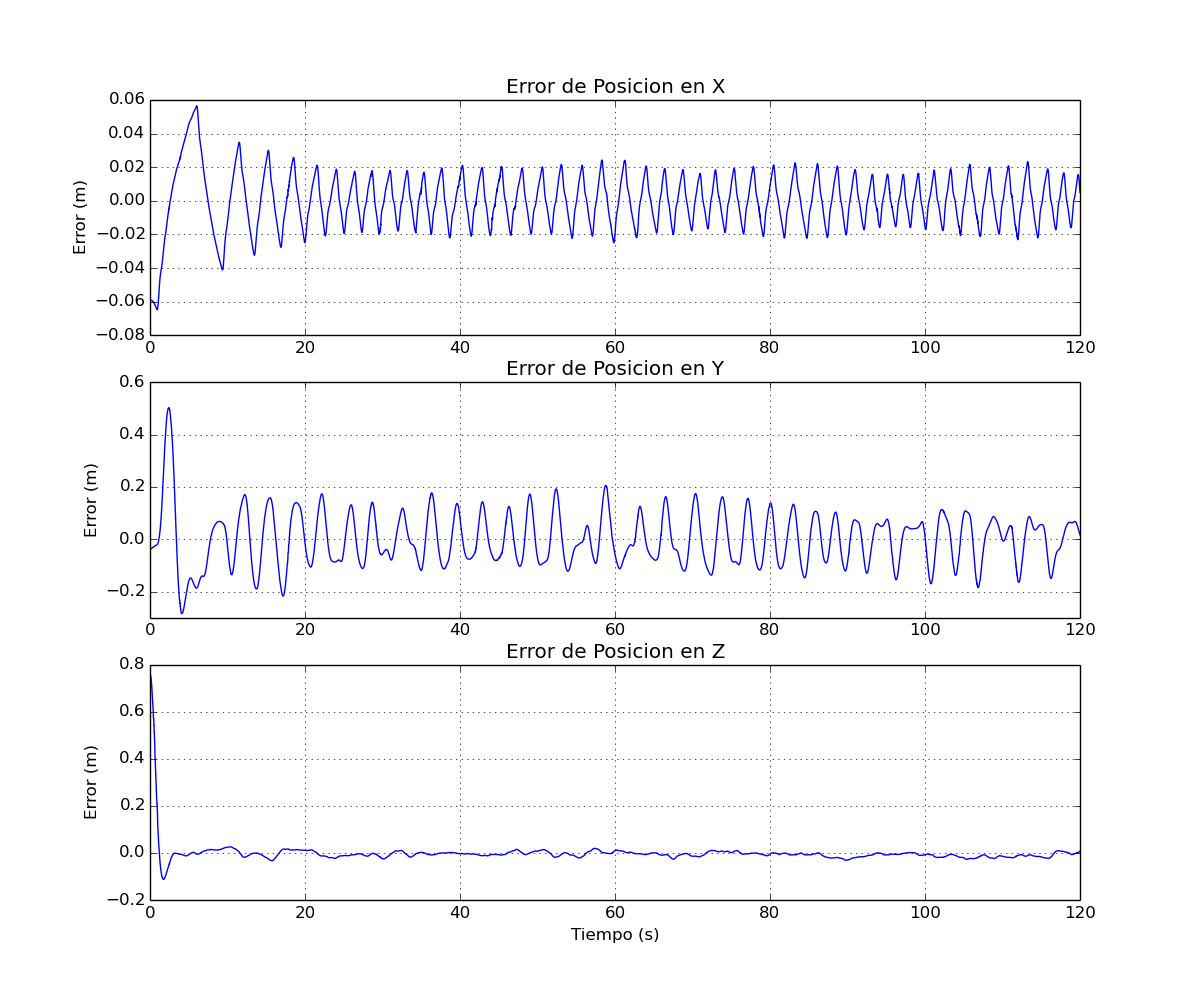 Error de Posicion en X
0.06
0.04
0.02
0.00
−0.02
−0.04
−0.06
−0.08
Error (m)
0 20 40 60 80 100 120
Error de Posicion en Y
0.6
0.4
0.2
0.0
−0.2
Error (m)
0 20 40 60 80 100 120
Error de Posicion en Z
0.8
0.6
0.4
0.2
0.0
−0.2
Error (m)
0 20 40 60 80 100 120
Tiempo (s)